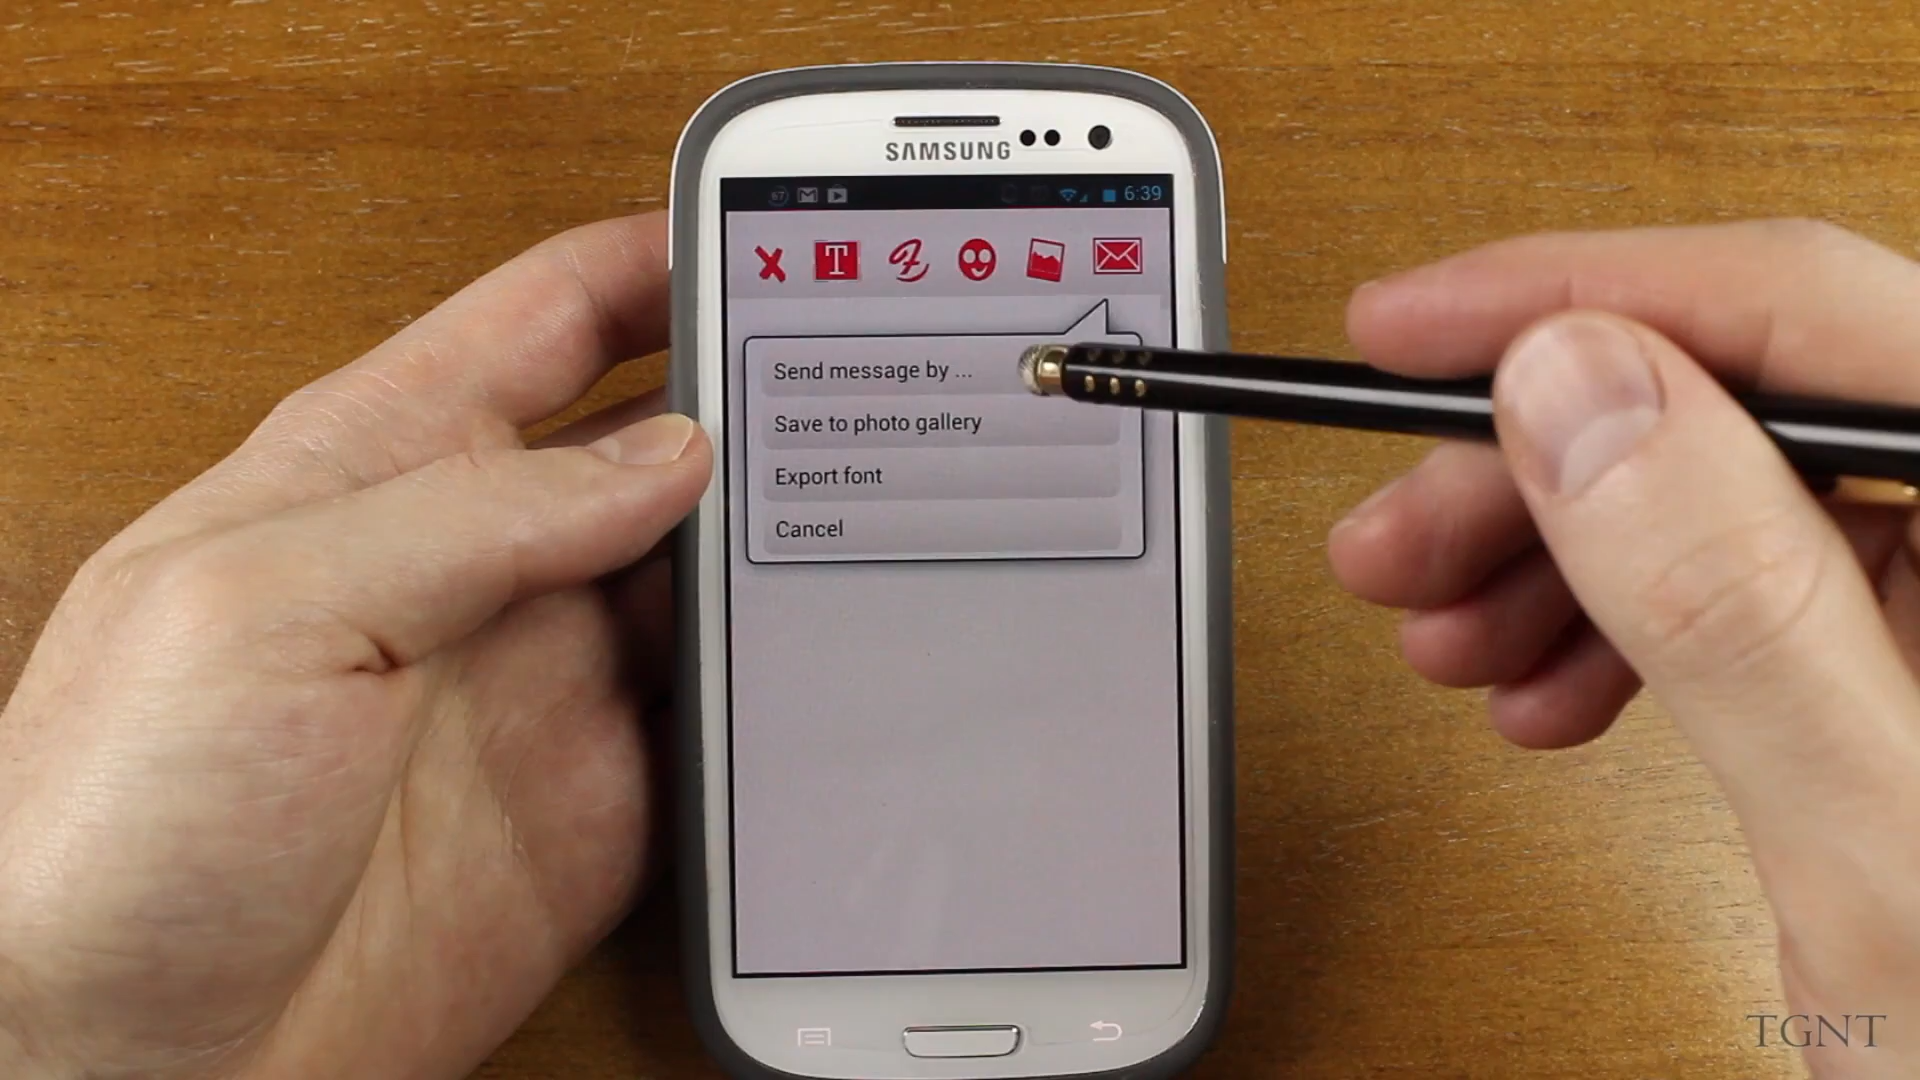 SAMSUNG
6:39
T
Send message by ...
Save to photo gallery
Export font
Cancel
TGNT